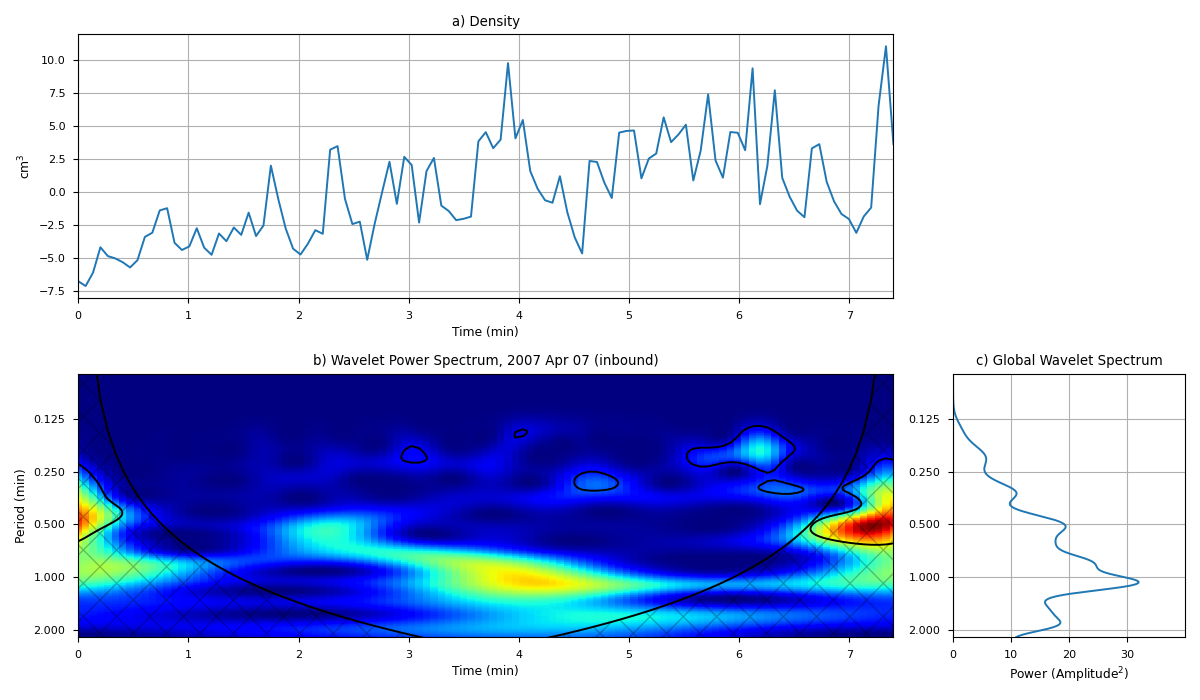 a) Density
10.0
7.5
5.0
2.5
0.0
−2.5
−5.0
−7.5
cm³
0 1 2 3 4 5 6 7
Time (min)
b) Wavelet Power Spectrum, 2007 Apr 07 (inbound)
0.125
0.250
0.500
1.000
2.000
Period (min)
0 1 2 3 4 5 6 7
Time (min)
c) Global Wavelet Spectrum
0.125
0.250
0.500
1.000
2.000
0 10 20 30
Power (Amplitude²)